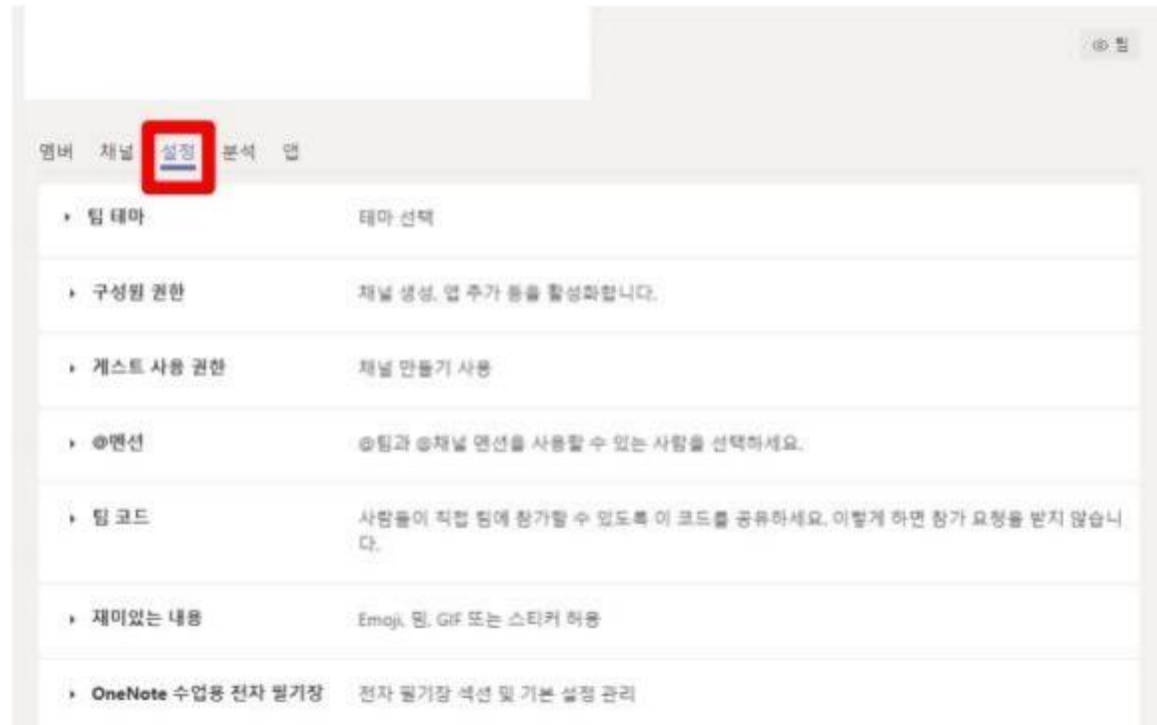 팀
멤버 채널 설정 분석 앱
팀 테마 테마 선택
구성원 권한 채널 생성, 앱 추가 등을 활성화합니다.
게스트 사용 권한 채널 만들기 사용
@멘션 @팀과 @채널 멘션을 사용할 수 있는 사람을 선택하세요.
팀 코드 사람들이 직접 팀에 참가할 수 있도록 이 코드를 공유하세요. 이렇게 하면 참가 요청을 받지 않습니
다.
재미있는 내용 Emoji, 밈, GIF 또는 스티커 허용
OneNote 수업용 전자 필기장 전자 필기장 섹션 및 기본 설정 관리